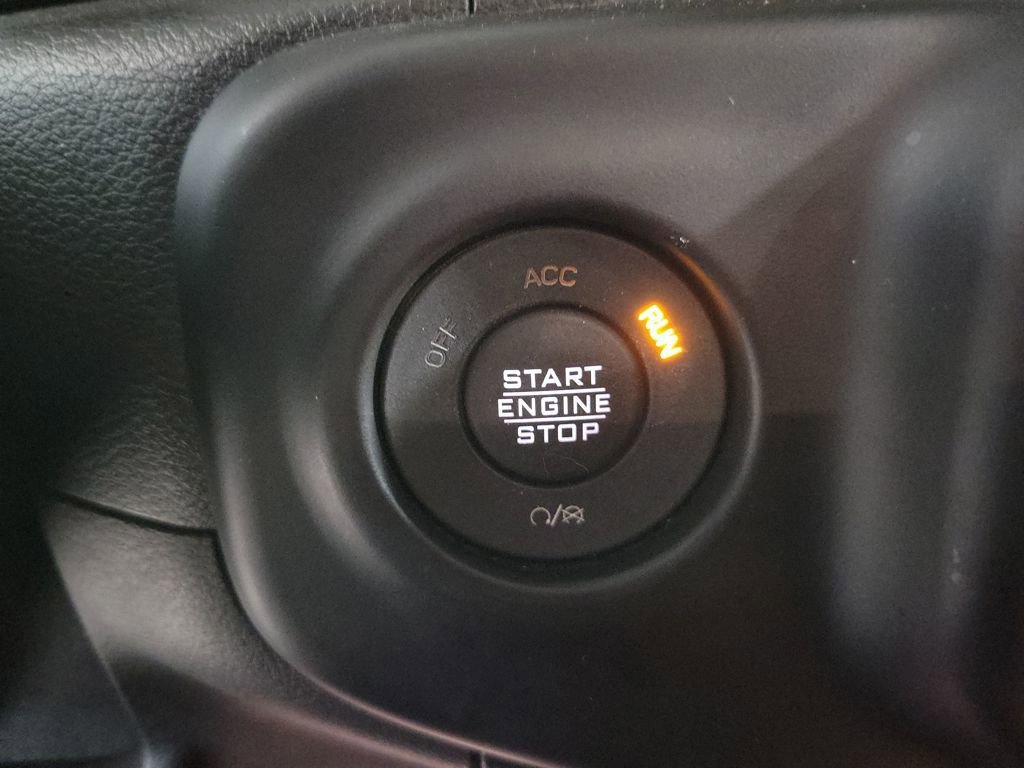 ACC
OFF
RUN
START
ENGINE
STOP